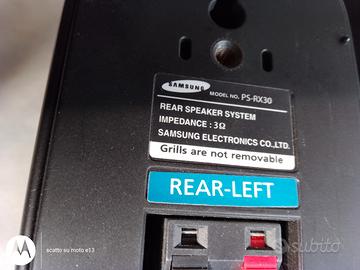 SAMSUNG
MODEL NO. PS-RX30
REAR SPEAKER SYSTEM
IMPEDANCE : 3Ω
SAMSUNG ELECTRONICS CO.,LTD.
Grills are not removable
REAR-LEFT
scatto su moto e13
subito